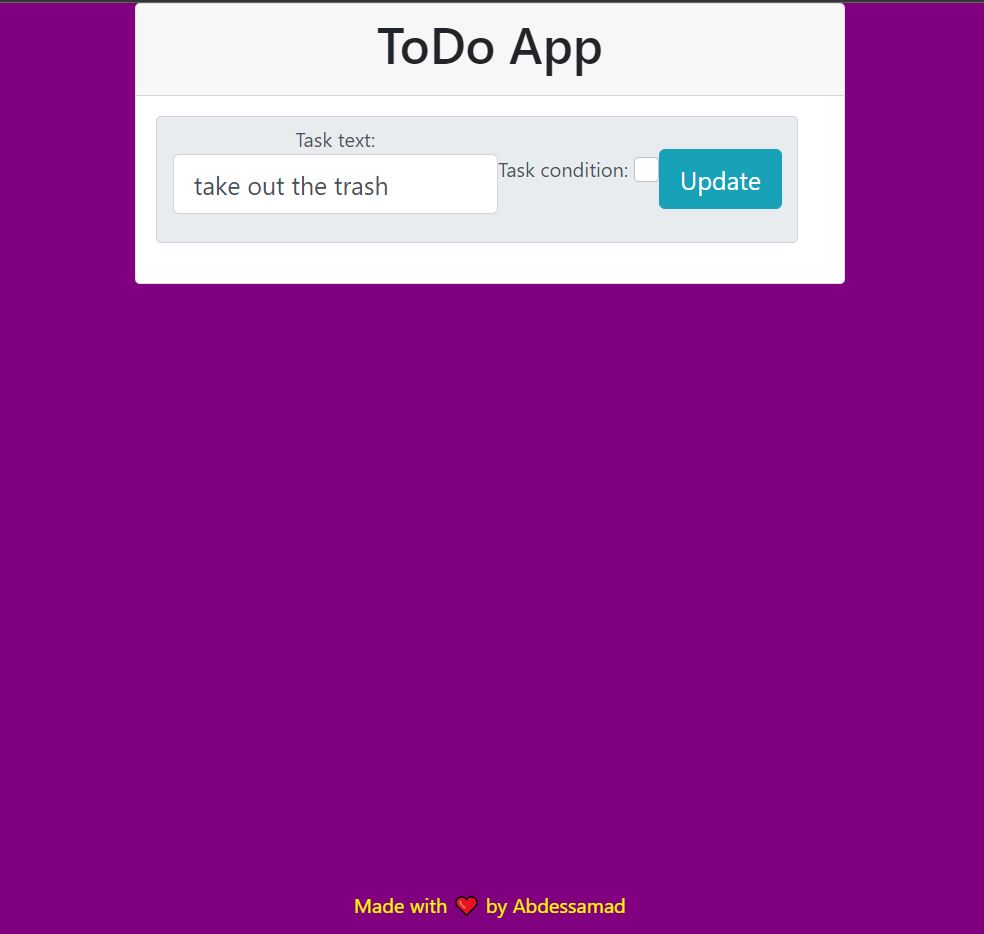 ToDo App
Task text:
take out the trash
Task condition:
Update
Made with ❤️ by Abdessamad